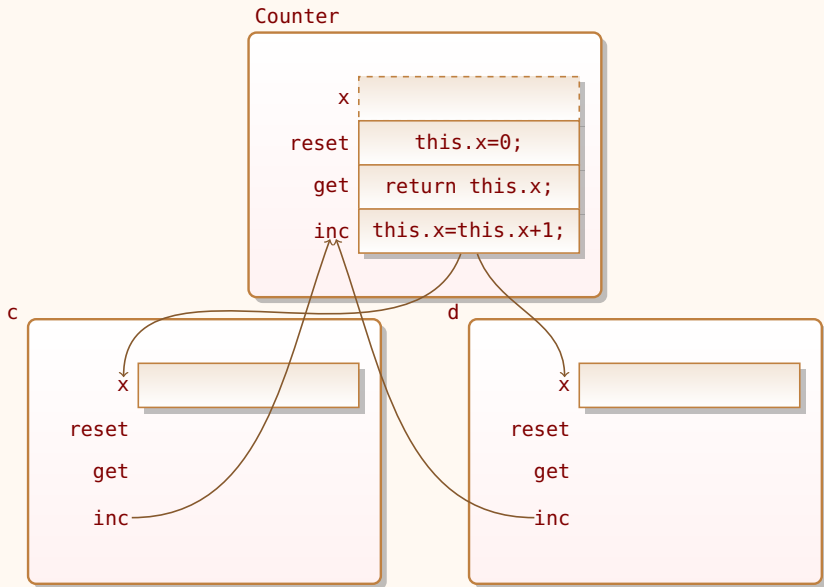 Counter
x
reset this.x=0;
get return this.x;
inc this.x=this.x+1;
c
x
reset
get
inc
d
x
reset
get
inc